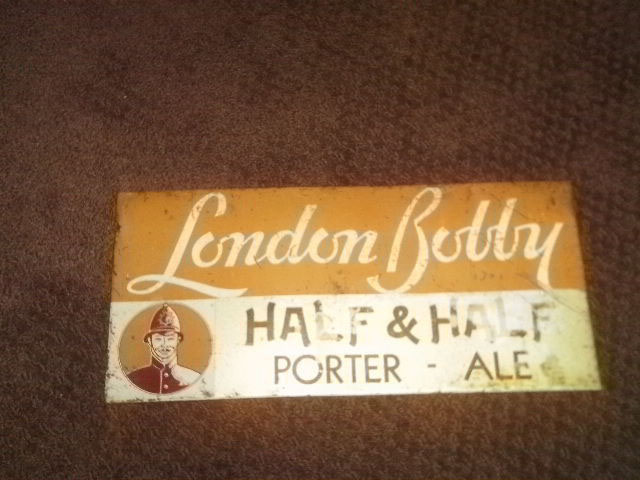 London Bobby
HALF & HALF
PORTER - ALE